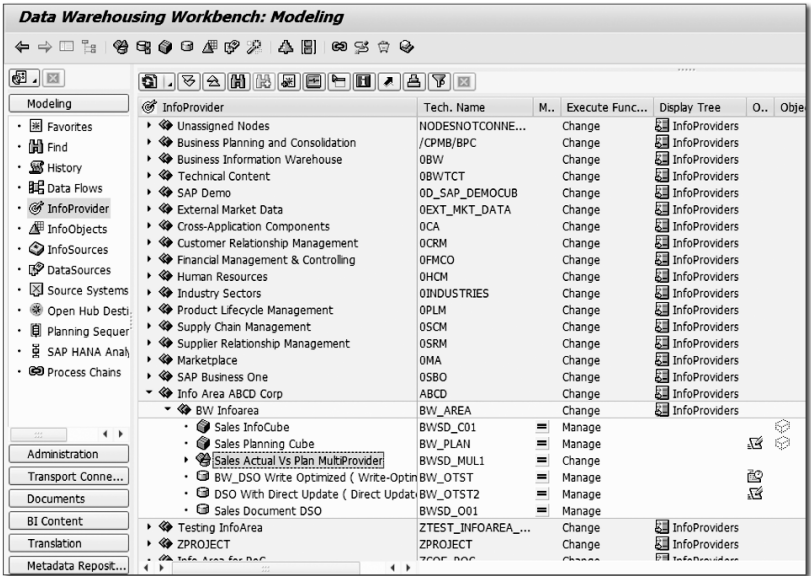 Data Warehousing Workbench: Modeling
Modeling
Favorites
Find
History
Data Flows
InfoProvider
InfoObjects
InfoSources
DataSources
Source Systems
Open Hub Desti
Planning Sequer
SAP HANA Analy
Process Chains
Administration
Transport Conne...
Documents
BI Content
Translation
Metadata Reposit...
InfoProvider Tech. Name M.. Execute Func... Display Tree O.. Obje
Unassigned Nodes NODESNOTCONNE... Change InfoProviders
Business Planning and Consolidation /CPMB/BPC Change InfoProviders
Business Information Warehouse 0BW Change InfoProviders
Technical Content 0BWTCT Change InfoProviders
SAP Demo 0D_SAP_DEMOCUB Change InfoProviders
External Market Data 0EXT_MKT_DATA Change InfoProviders
Cross-Application Components 0CA Change InfoProviders
Customer Relationship Management 0CRM Change InfoProviders
Financial Management & Controlling 0FMCO Change InfoProviders
Human Resources 0HCM Change InfoProviders
Industry Sectors 0INDUSTRIES Change InfoProviders
Product Lifecycle Management 0PLM Change InfoProviders
Supply Chain Management 0SCM Change InfoProviders
Supplier Relationship Management 0SRM Change InfoProviders
Marketplace 0MA Change InfoProviders
SAP Business One 0SBO Change InfoProviders
Info Area ABCD Corp ABCD Change InfoProviders
BW Infoarea BW_AREA Change InfoProviders
Sales InfoCube BWSD_C01 = Manage
Sales Planning Cube BW_PLAN = Manage
Sales Actual Vs Plan MultiProvider BWSD_MUL1 = Change
BW_DSO Write Optimized ( Write-Optin BW_OTST = Manage
DSO With Direct Update ( Direct Updat BW_OTST2 = Manage
Sales Document DSO BWSD_O01 = Manage
Testing InfoArea ZTEST_INFOAREA_... Change InfoProviders
ZPROJECT ZPROJECT Change InfoProviders
Info Area for PoC Change InfoProviders